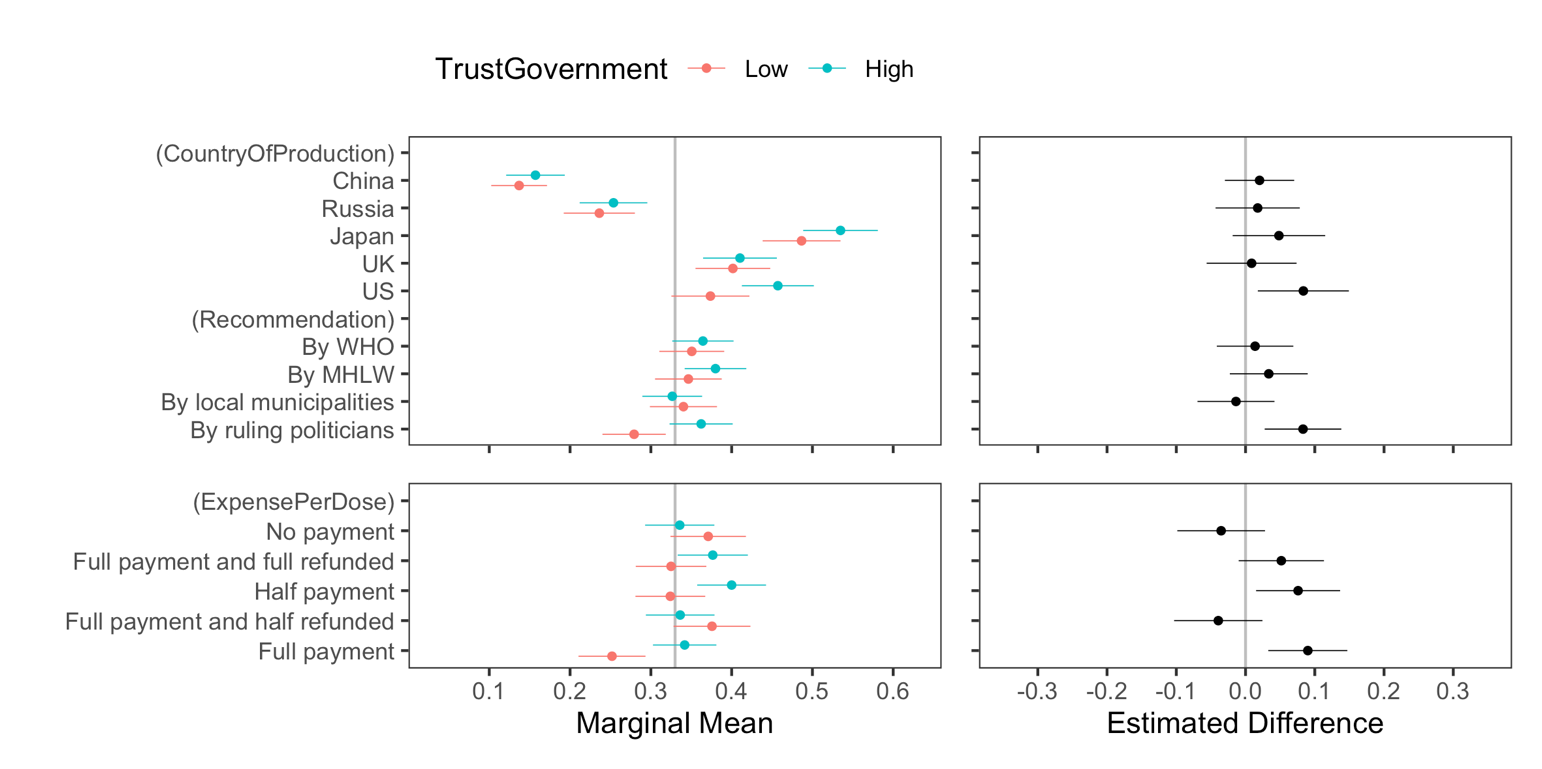 TrustGovernment Low High
(CountryOfProduction)
China
Russia
Japan
UK
US
(Recommendation)
By WHO
By MHLW
By local municipalities
By ruling politicians
(ExpensePerDose)
No payment
Full payment and full refunded
Half payment
Full payment and half refunded
Full payment
0.1 0.2 0.3 0.4 0.5 0.6
-0.3 -0.2 -0.1 0.0 0.1 0.2 0.3
Marginal Mean
Estimated Difference